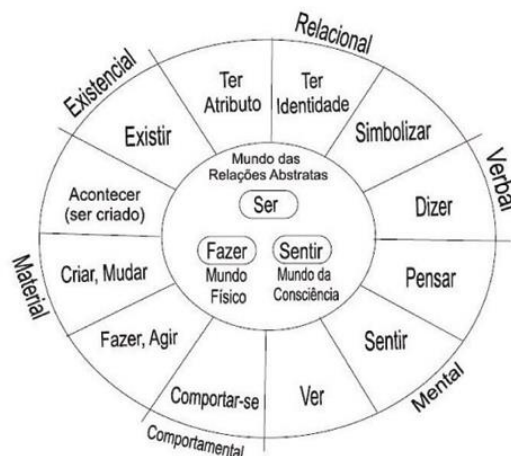 Relacional
Existencial
Ter
Atributo
Ter
Identidade
Existir
Simbolizar
Verbal
Mundo das
Relações Abstratas
Ser
Acontecer
(ser criado)
Dizer
Fazer
Mundo
Físico
Sentir
Mundo da
Consciência
Criar, Mudar
Pensar
Material
Fazer, Agir
Sentir
Mental
Comportar-se
Ver
Comportamental